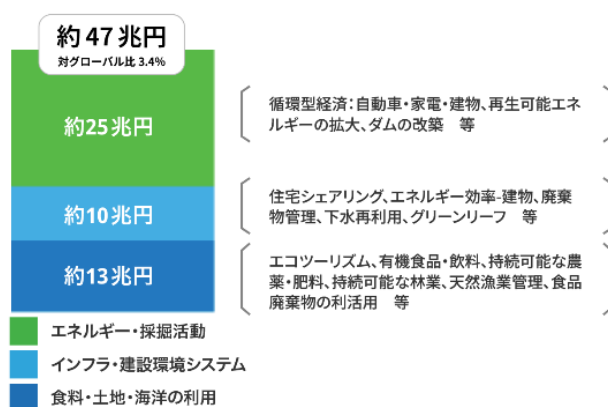 約47兆円
対グローバル比 3.4%
約25兆円
循環型経済：自動車・家電・建物、再生可能エネ
ルギーの拡大、ダムの改築　等
約10兆円
住宅シェアリング、エネルギー効率-建物、廃棄
物管理、下水再利用、グリーンリーフ　等
約13兆円
エコツーリズム、有機食品・飲料、持続可能な農
薬・肥料、持続可能な林業、天然漁業管理、食品
廃棄物の利活用　等
エネルギー・採掘活動
インフラ・建設環境システム
食料・土地・海洋の利用